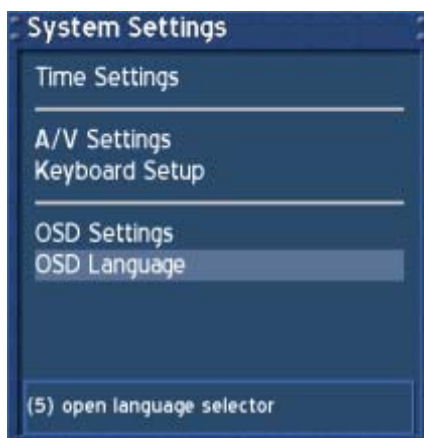 System Settings
Time Settings
A/V Settings
Keyboard Setup
OSD Settings
OSD Language
(5) open language selector